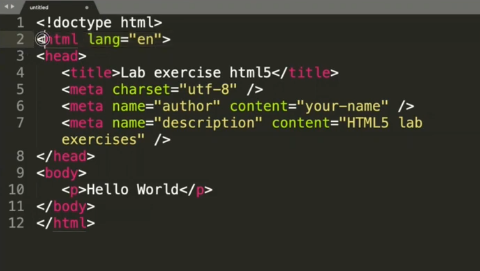 untitled
1 <!doctype html>
2 <html lang="en">
3 <head>
4 <title>Lab exercise html5</title>
5 <meta charset="utf-8" />
6 <meta name="author" content="your-name" />
7 <meta name="description" content="HTML5 lab
exercises" />
8 </head>
9 <body>
10 <p>Hello World</p>
11 </body>
12 </html>